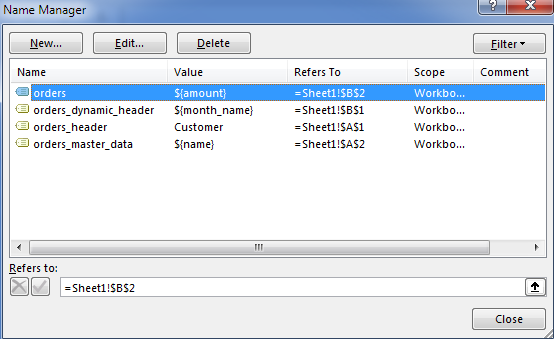 Name Manager
New... Edit... Delete Filter
Name Value Refers To Scope Comment
orders ${amount} =Sheet1!$B$2 Workbo...
orders_dynamic_header ${month_name} =Sheet1!$B$1 Workbo...
orders_header Customer =Sheet1!$A$1 Workbo...
orders_master_data ${name} =Sheet1!$A$2 Workbo...
Refers to:
=Sheet1!$B$2
Close